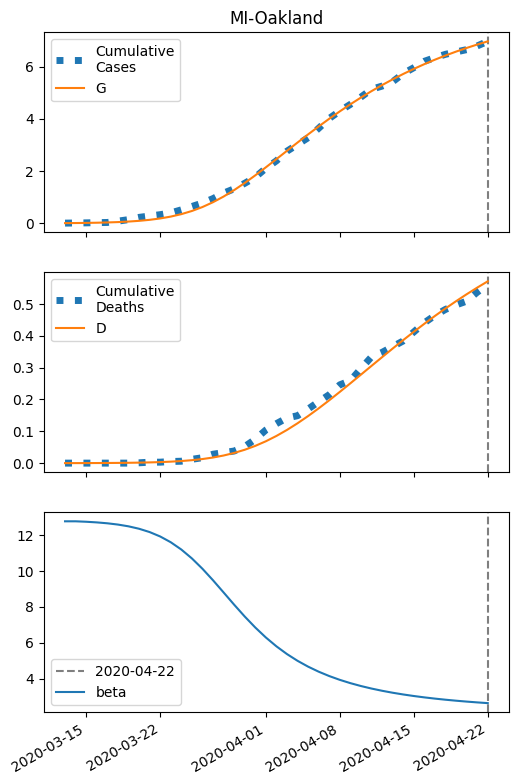 MI-Oakland
Cumulative
Cases
G
6
4
2
0
Cumulative
Deaths
D
0.5
0.4
0.3
0.2
0.1
0.0
12
10
8
6
4
2020-04-22
beta
2020-03-15
2020-03-22
2020-04-01
2020-04-08
2020-04-15
2020-04-22